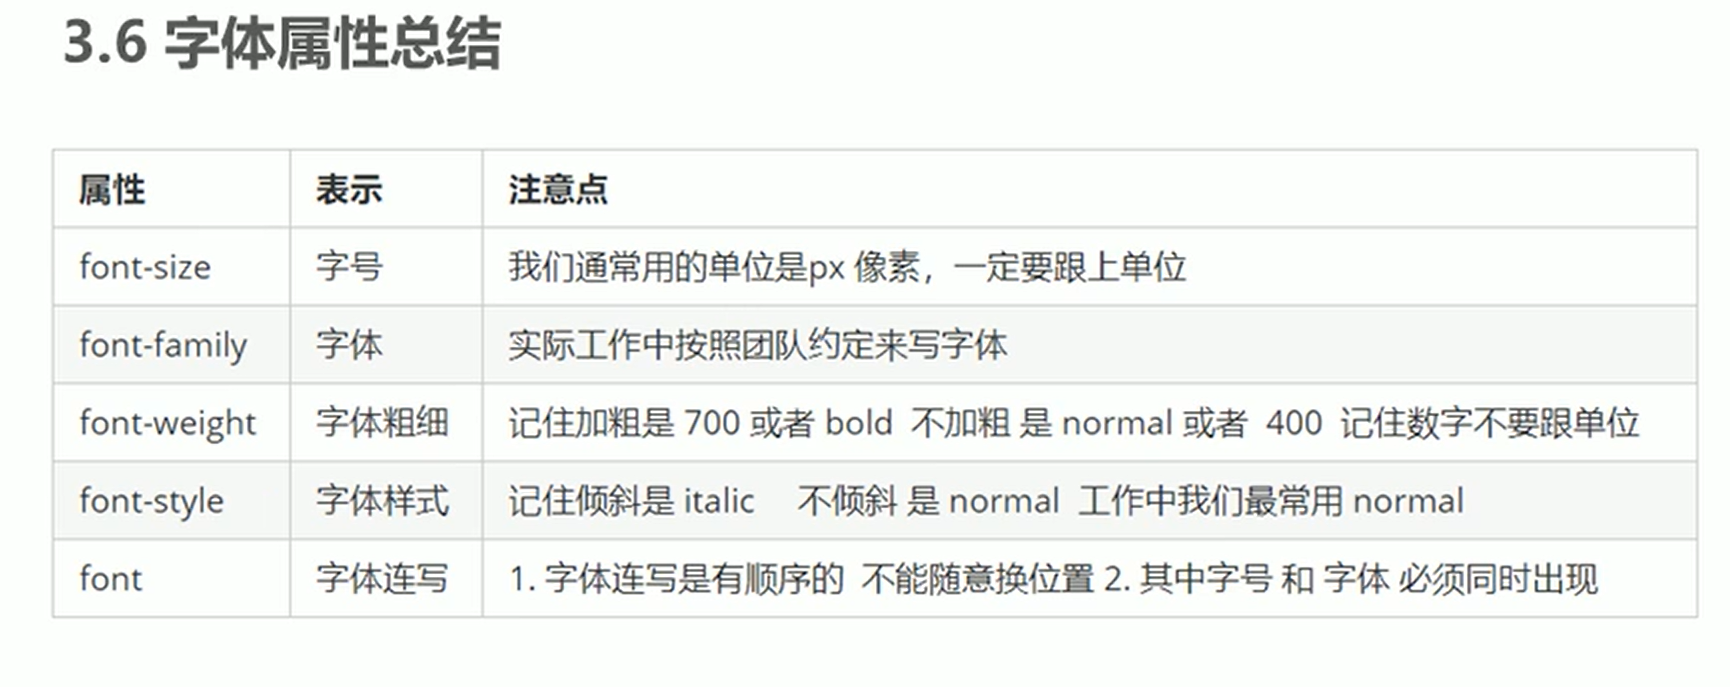 3.6 字体属性总结
属性 表示 注意点
font-size 字号 我们通常用的单位是px 像素，一定要跟上单位
font-family 字体 实际工作中按照团队约定来写字体
font-weight 字体粗细 记住加粗是 700 或者 bold 不加粗 是 normal 或者 400 记住数字不要跟单位
font-style 字体样式 记住倾斜是 italic 不倾斜 是 normal 工作中我们最常用 normal
font 字体连写 1. 字体连写是有顺序的 不能随意换位置 2. 其中字号 和 字体 必须同时出现